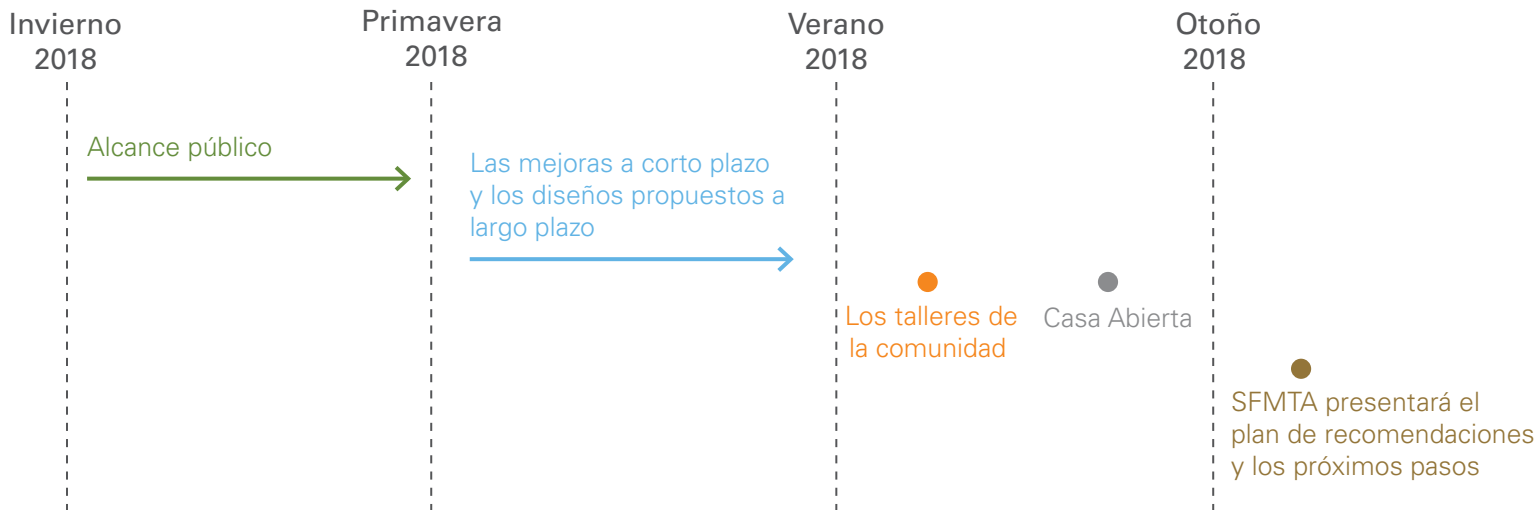 Invierno
2018
Primavera
2018
Verano
2018
Otoño
2018
Alcance público
Las mejoras a corto plazo
y los diseños propuestos a
largo plazo
Los talleres de
la comunidad
Casa Abierta
SFMTA presentará el
plan de recomendaciones
y los próximos pasos